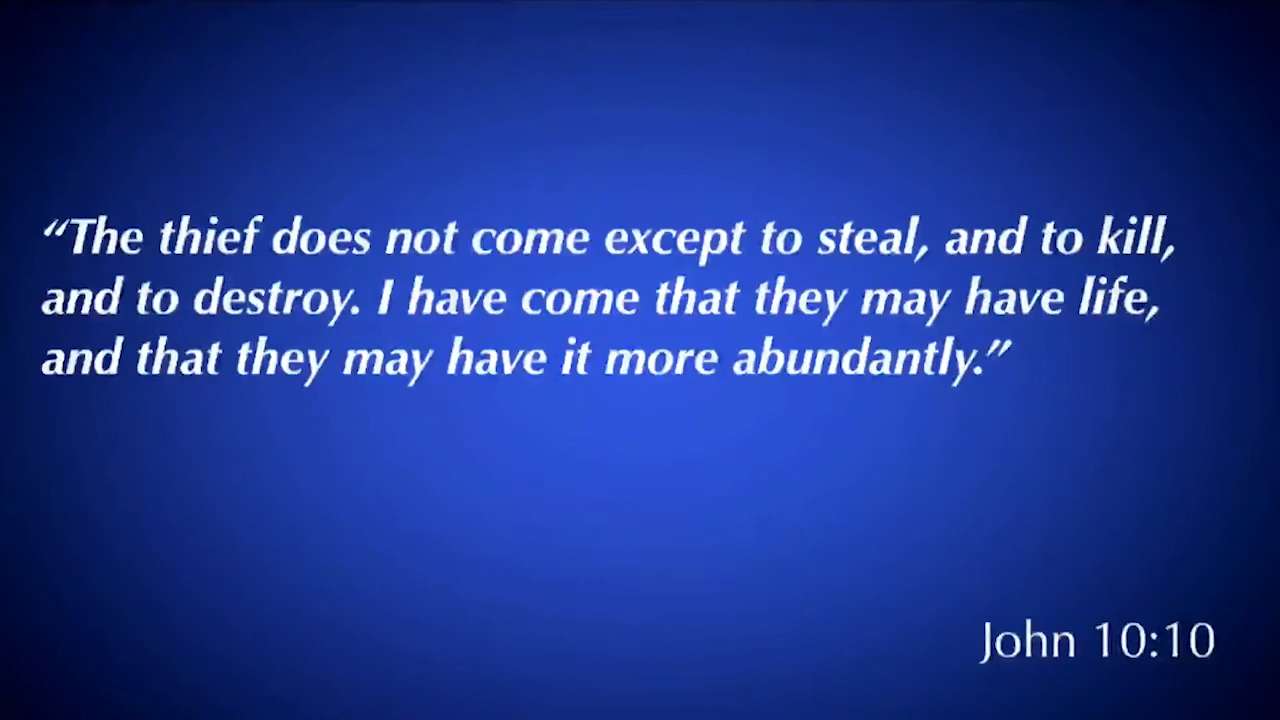 “The thief does not come except to steal, and to kill,
and to destroy. I have come that they may have life,
and that they may have it more abundantly.”
John 10:10